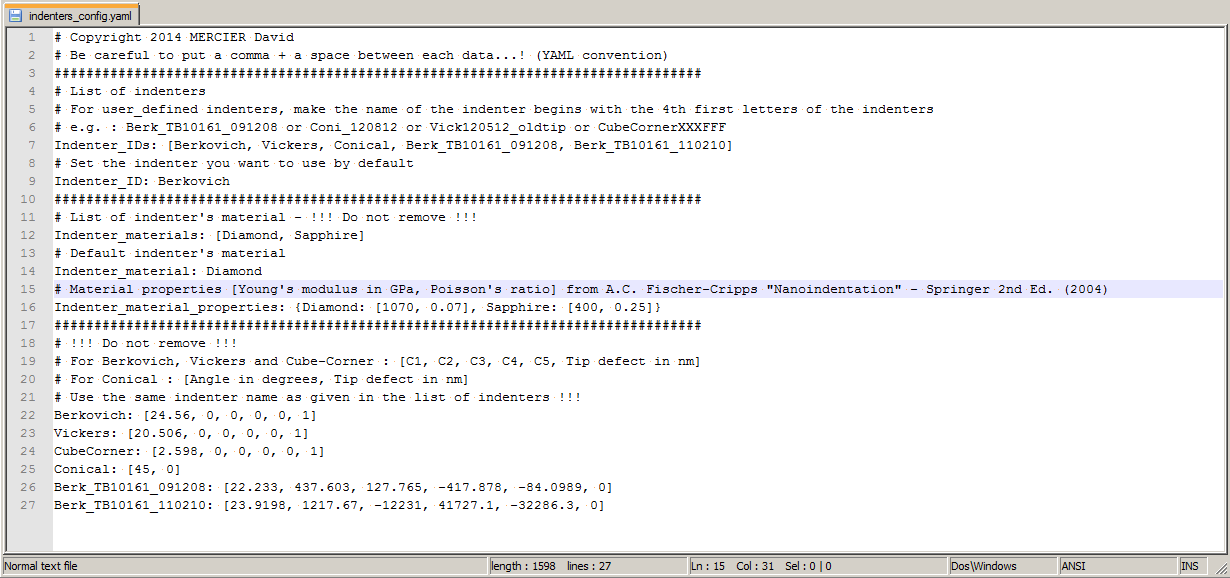 indenters_config.yaml
1 # Copyright 2014 MERCIER David
2 # Be careful to put a comma + a space between each data...! (YAML convention)
3 #################################################################################
4 # List of indenters
5 # For user_defined indenters, make the name of the indenter begins with the 4th first letters of the indenters
6 # e.g. : Berk_TB10161_091208 or Coni_120812 or Vick120512_oldtip or CubeCornerXXXFFF
7 Indenter_IDs: [Berkovich, Vickers, Conical, Berk_TB10161_091208, Berk_TB10161_110210]
8 # Set the indenter you want to use by default
9 Indenter_ID: Berkovich
10 #################################################################################
11 # List of indenter's material - !!! Do not remove !!!
12 Indenter_materials: [Diamond, Sapphire]
13 # Default indenter's material
14 Indenter_material: Diamond
15 # Material properties [Young's modulus in GPa, Poisson's ratio] from A.C. Fischer-Cripps "Nanoindentation" - Springer 2nd Ed. (2004)
16 Indenter_material_properties: {Diamond: [1070, 0.07], Sapphire: [400, 0.25]}
17 #################################################################################
18 # !!! Do not remove !!!
19 # For Berkovich, Vickers and Cube-Corner : [C1, C2, C3, C4, C5, Tip defect in nm]
20 # For Conical : [Angle in degrees, Tip defect in nm]
21 # Use the same indenter name as given in the list of indenters !!!
22 Berkovich: [24.56, 0, 0, 0, 0, 1]
23 Vickers: [20.506, 0, 0, 0, 0, 1]
24 CubeCorner: [2.598, 0, 0, 0, 0, 1]
25 Conical: [45, 0]
26 Berk_TB10161_091208: [22.233, 437.603, 127.765, -417.878, -84.0989, 0]
27 Berk_TB10161_110210: [23.9198, 1217.67, -12231, 41727.1, -32286.3, 0]
Normal text file length : 1598 lines : 27 Ln : 15 Col : 31 Sel : 0 | 0 Dos\Windows ANSI INS